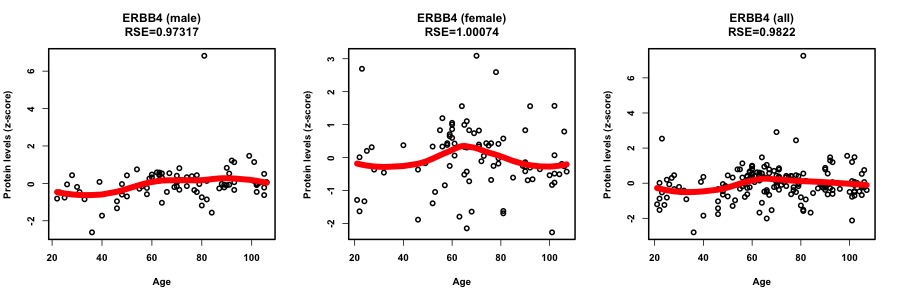 ERBB4 (male)
RSE=0.97317
Protein levels (z-score)
6
4
2
0
-2
20 40 60 80 100
Age
ERBB4 (female)
RSE=1.00074
Protein levels (z-score)
3
2
1
0
-1
-2
20 40 60 80 100
Age
ERBB4 (all)
RSE=0.9822
Protein levels (z-score)
6
4
2
0
-2
20 40 60 80 100
Age